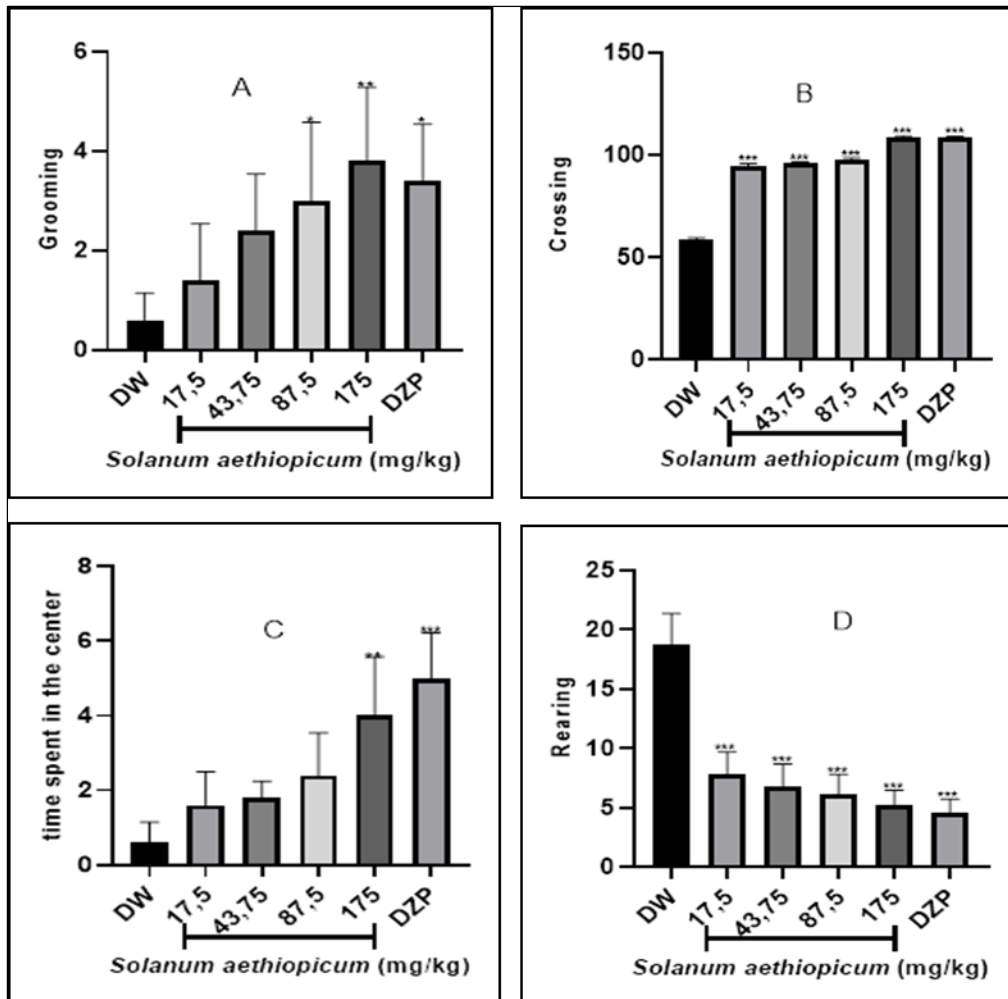 A
Grooming
6
4
2
0
*
**
*
DW
17,5
43,75
87,5
175
DZP
Solanum aethiopicum (mg/kg)
B
Crossing
150
100
50
0
***
***
***
***
***
DW
17,5
43,75
87,5
175
DZP
Solanum aethiopicum (mg/kg)
C
time spent in the center
8
6
4
2
0
**
***
DW
17,5
43,75
87,5
175
DZP
Solanum aethiopicum (mg/kg)
D
Rearing
25
20
15
10
5
0
***
***
***
***
***
DW
17,5
43,75
87,5
175
DZP
Solanum aethiopicum (mg/kg)